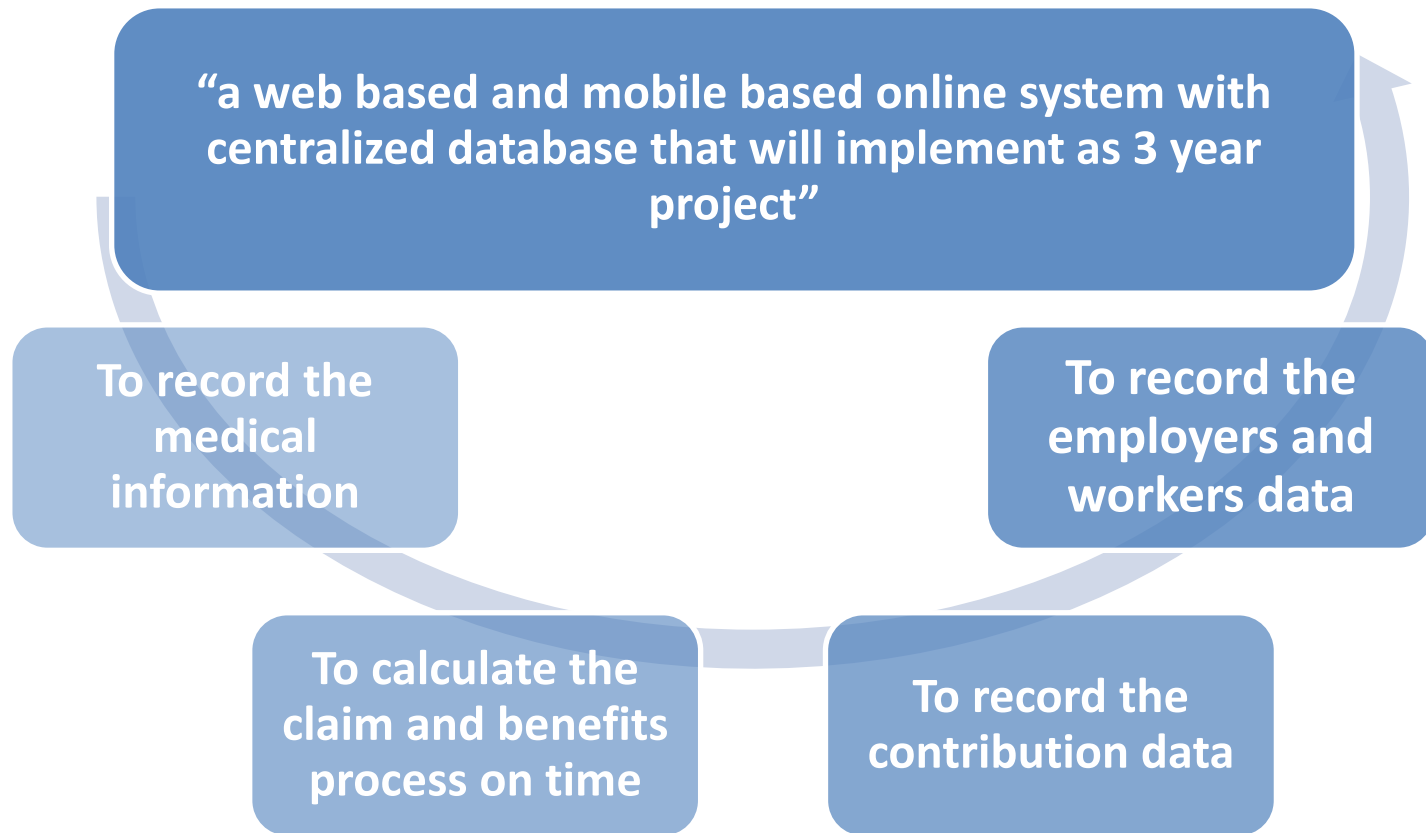 “a web based and mobile based online system with
centralized database that will implement as 3 year
project”
To record the
medical
information
To record the
employers and
workers data
To calculate the
claim and benefits
process on time
To record the
contribution data